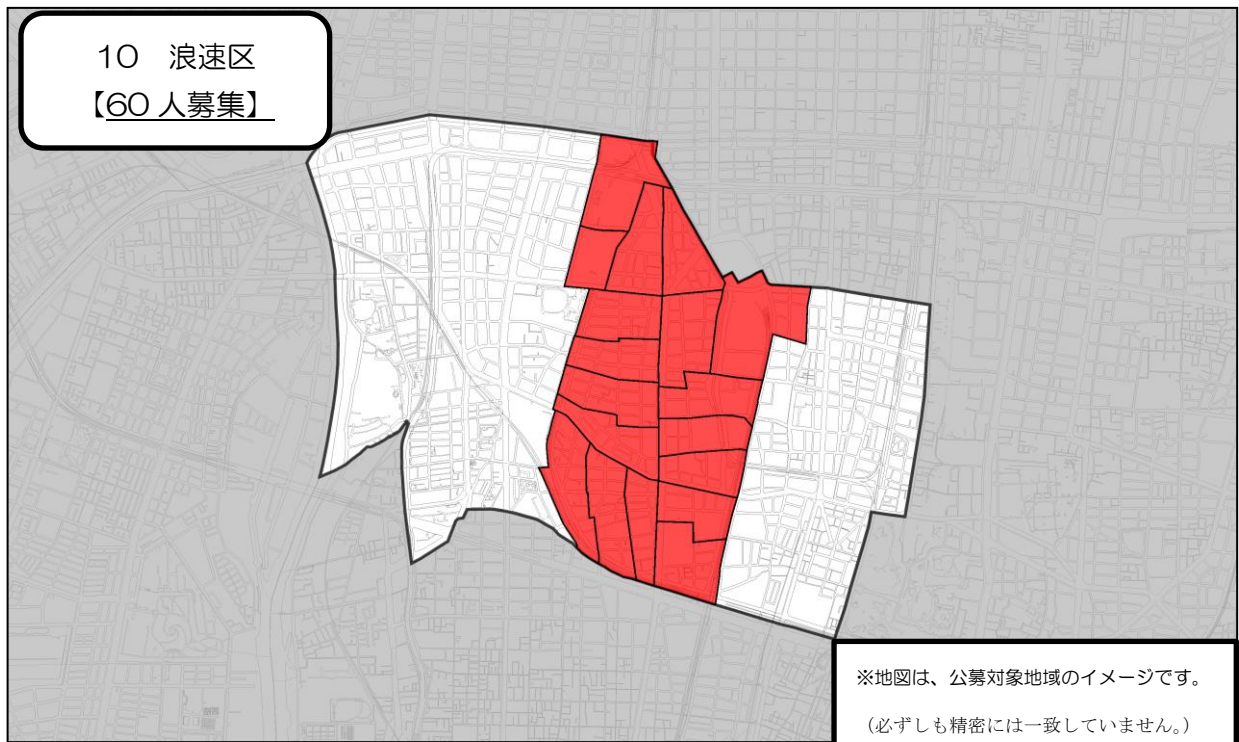 10　浪速区
【60 人募集】
※地図は、公募対象地域のイメージです。
（必ずしも精密には一致していません。）